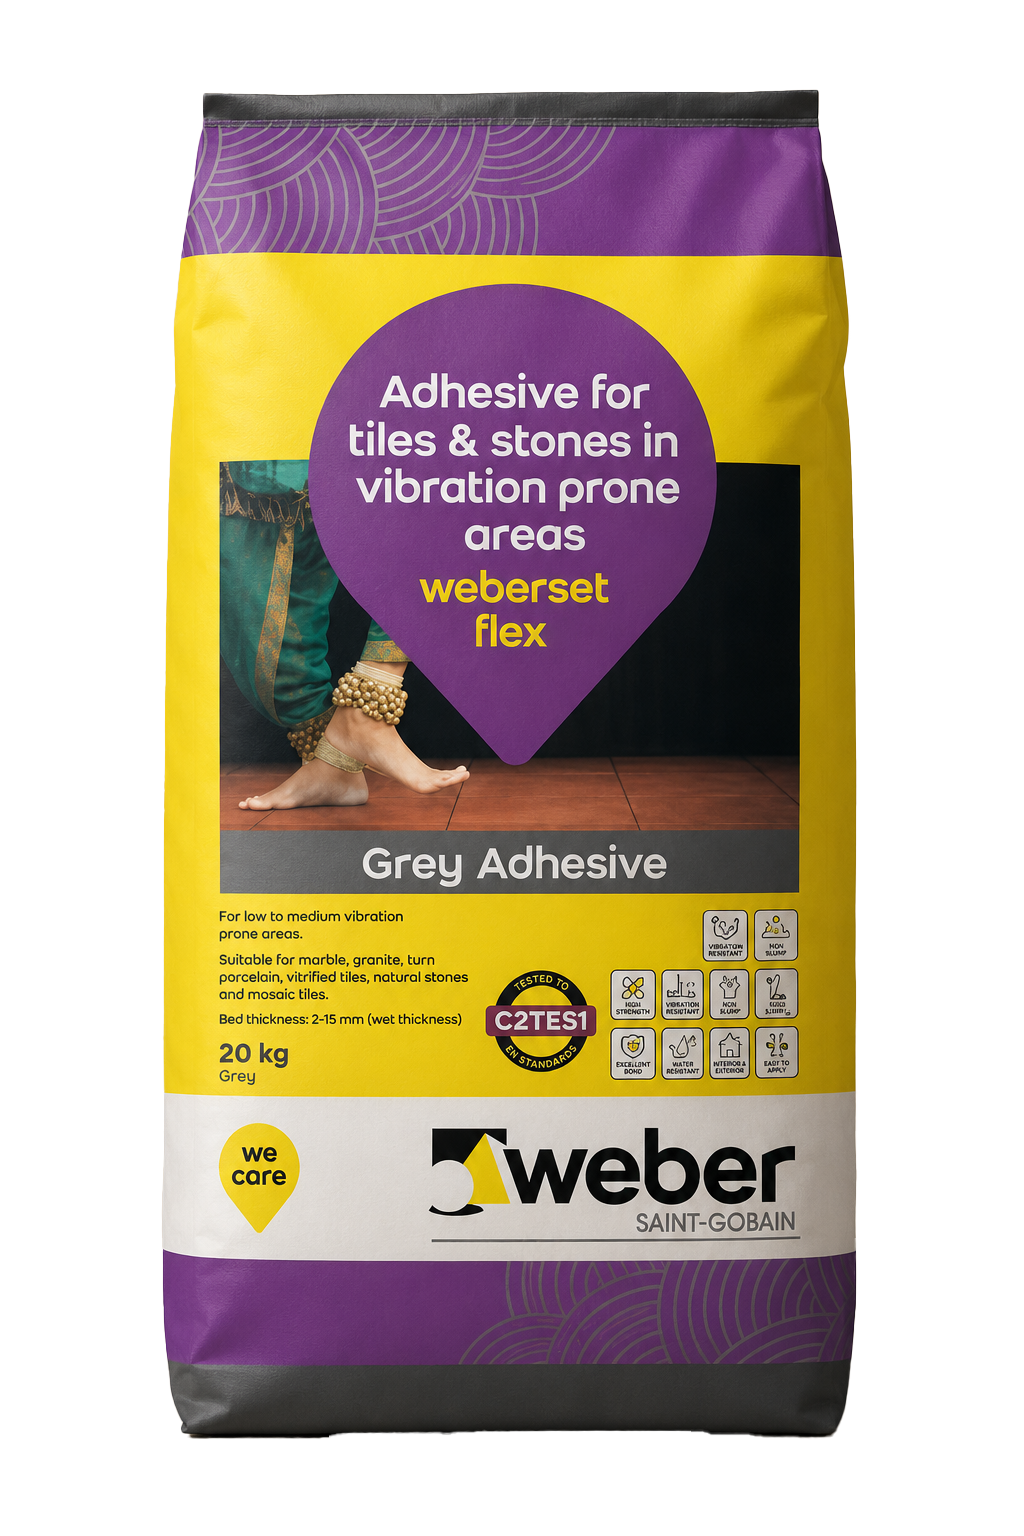 Adhesive for
tiles & stones in
vibration prone
areas
weberset
flex
Grey Adhesive
For low to medium vibration
prone areas.
Suitable for marble, granite, turn
porcelain, vitrified tiles, natural stones
and mosaic tiles.
Bed thickness: 2-15 mm (wet thickness)
20 kg
Grey
TESTED TO
C2TES1
EN STANDARDS
RESISTANT
NON
HIGH
STRENGTH
VIBRATION
RESISTANT
NON
EXCELLENT
BOND
WATER
RESISTANT
INTERIOR &
EXTERIOR
EASY TO
APPLY
we
care
weber
SAINT-GOBAIN